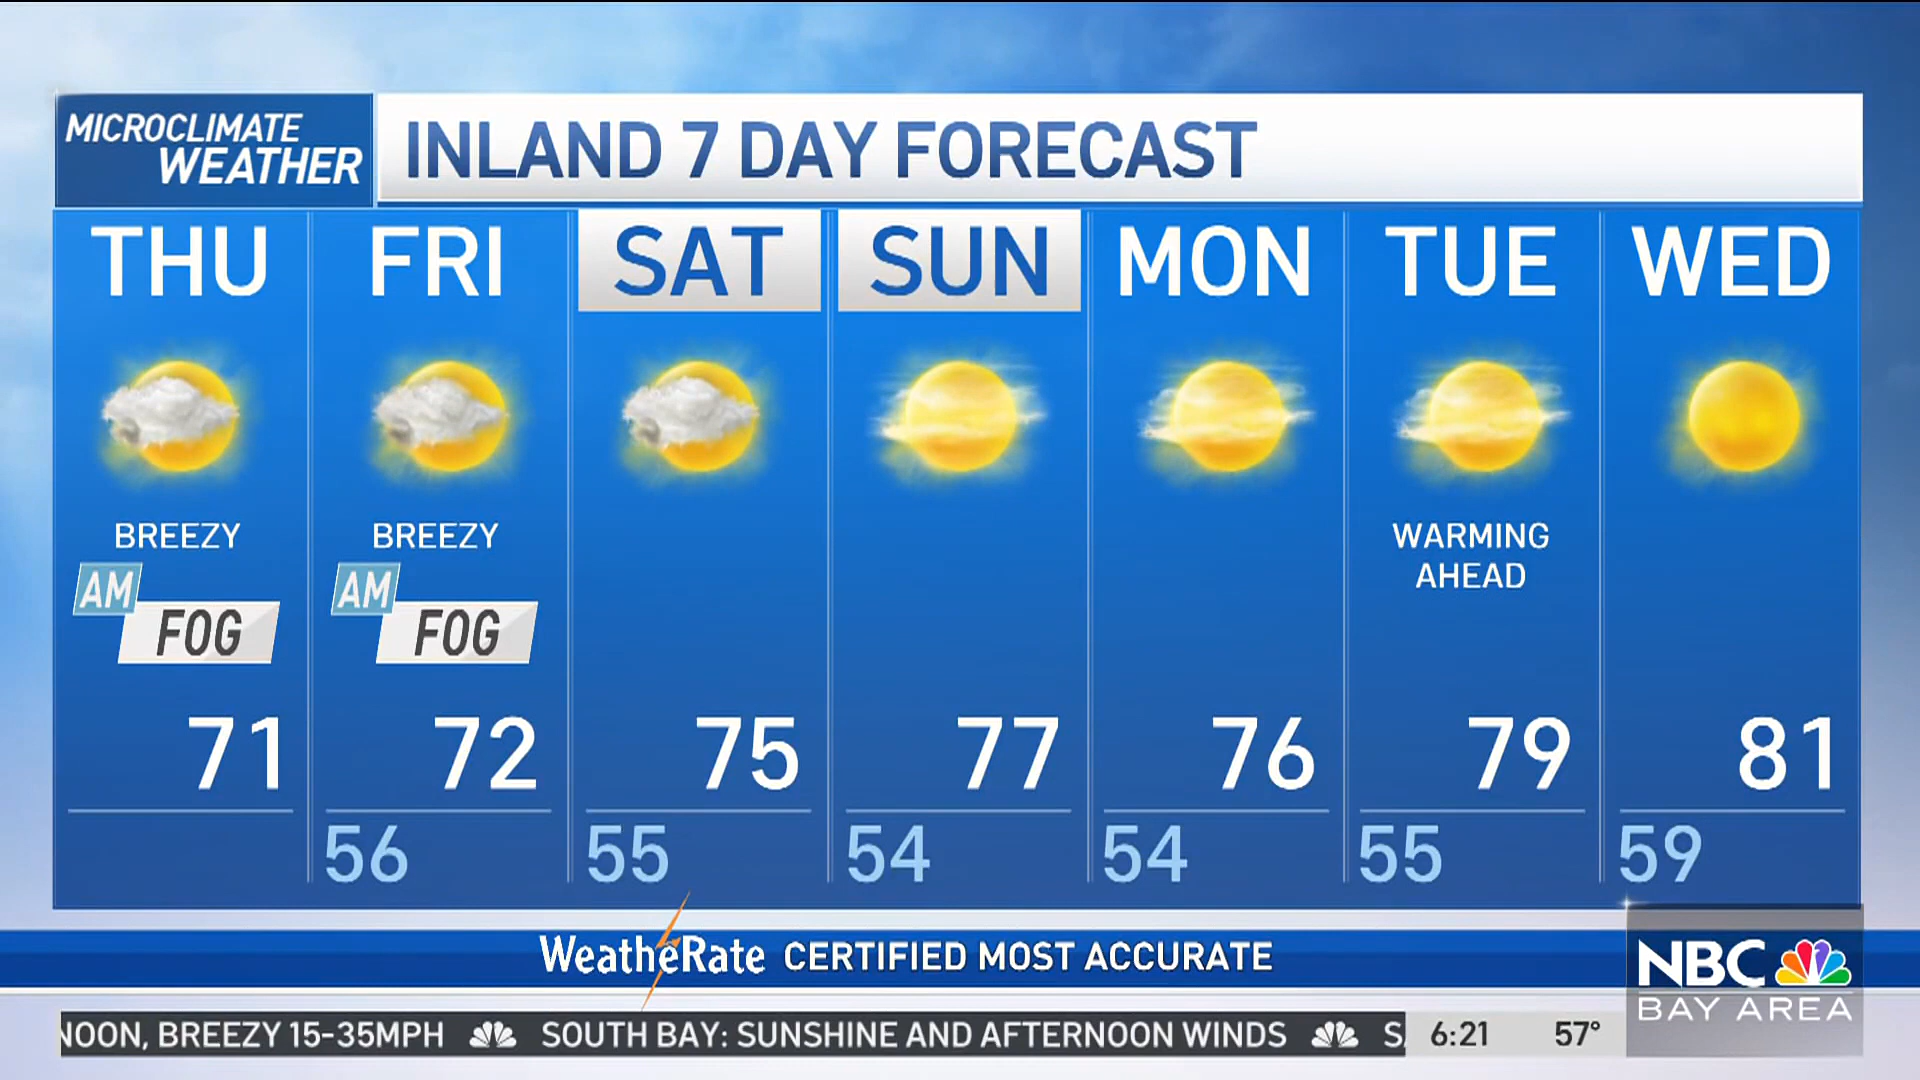 MICROCLIMATE
WEATHER
INLAND 7 DAY FORECAST
THU FRI SAT SUN MON TUE WED
BREEZY BREEZY WARMING
AHEAD
AM AM
FOG FOG
71 72 75 77 76 79 81
56 55 54 54 55 59
WeatheRate CERTIFIED MOST ACCURATE
NBC
BAY AREA
NOON, BREEZY 15-35MPH SOUTH BAY: SUNSHINE AND AFTERNOON WINDS 6:21 57°